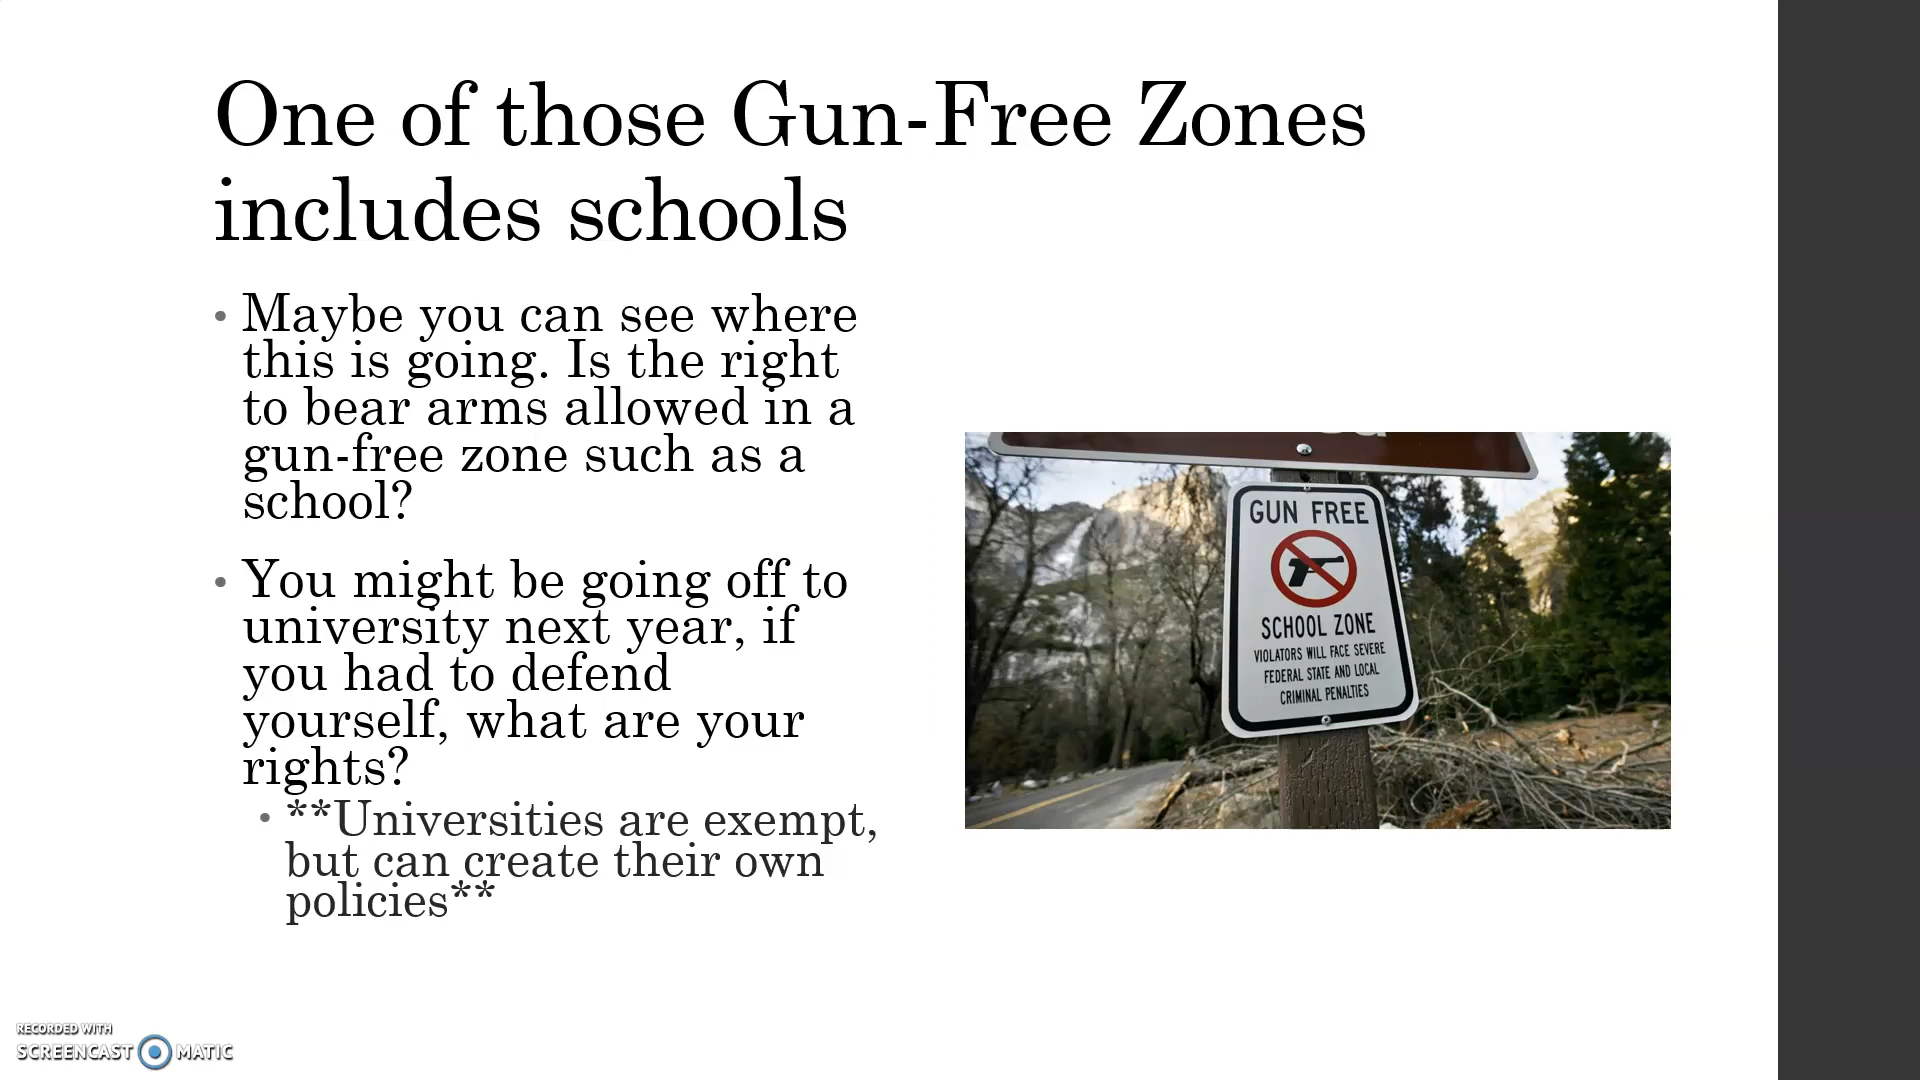 One of those Gun-Free Zones
includes schools
• Maybe you can see where
this is going. Is the right
to bear arms allowed in a
gun-free zone such as a
school?
• You might be going off to
university next year, if
you had to defend
yourself, what are your
rights?
• **Universities are exempt,
but can create their own
policies**
GUN FREE
SCHOOL ZONE
VIOLATORS WILL FACE SEVERE
FEDERAL STATE AND LOCAL
CRIMINAL PENALTIES
RECORDED WITH
SCREENCAST MATIC